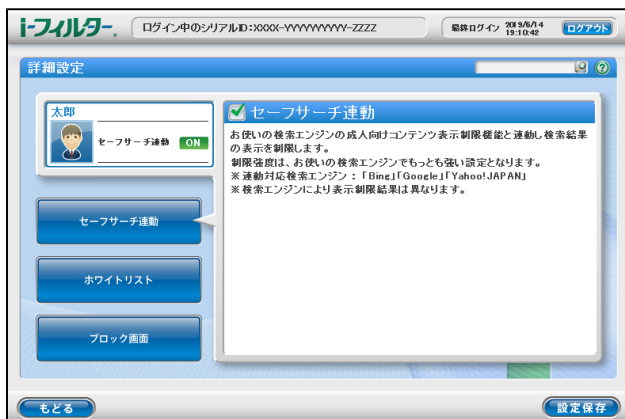 i-フィルター.
ログイン中のシリアルID:XXXX-YYYYYYYYYY-ZZZZ
最終ログイン 2019/6/14
19:10:42
ログアウト
詳細設定
太郎
セーフサーチ連動 ON
セーフサーチ連動
お使いの検索エンジンの成人向けコンテンツ表示制限機能と連動し検索結果
の表示を制限します。
制限強度は、お使いの検索エンジンでもっとも強い設定となります。
※連動対応検索エンジン：「Bing」「Google」「Yahoo!JAPAN」
※検索エンジンにより表示制限結果は異なります。
セーフサーチ連動
ホワイトリスト
ブロック画面
もどる
設定保存